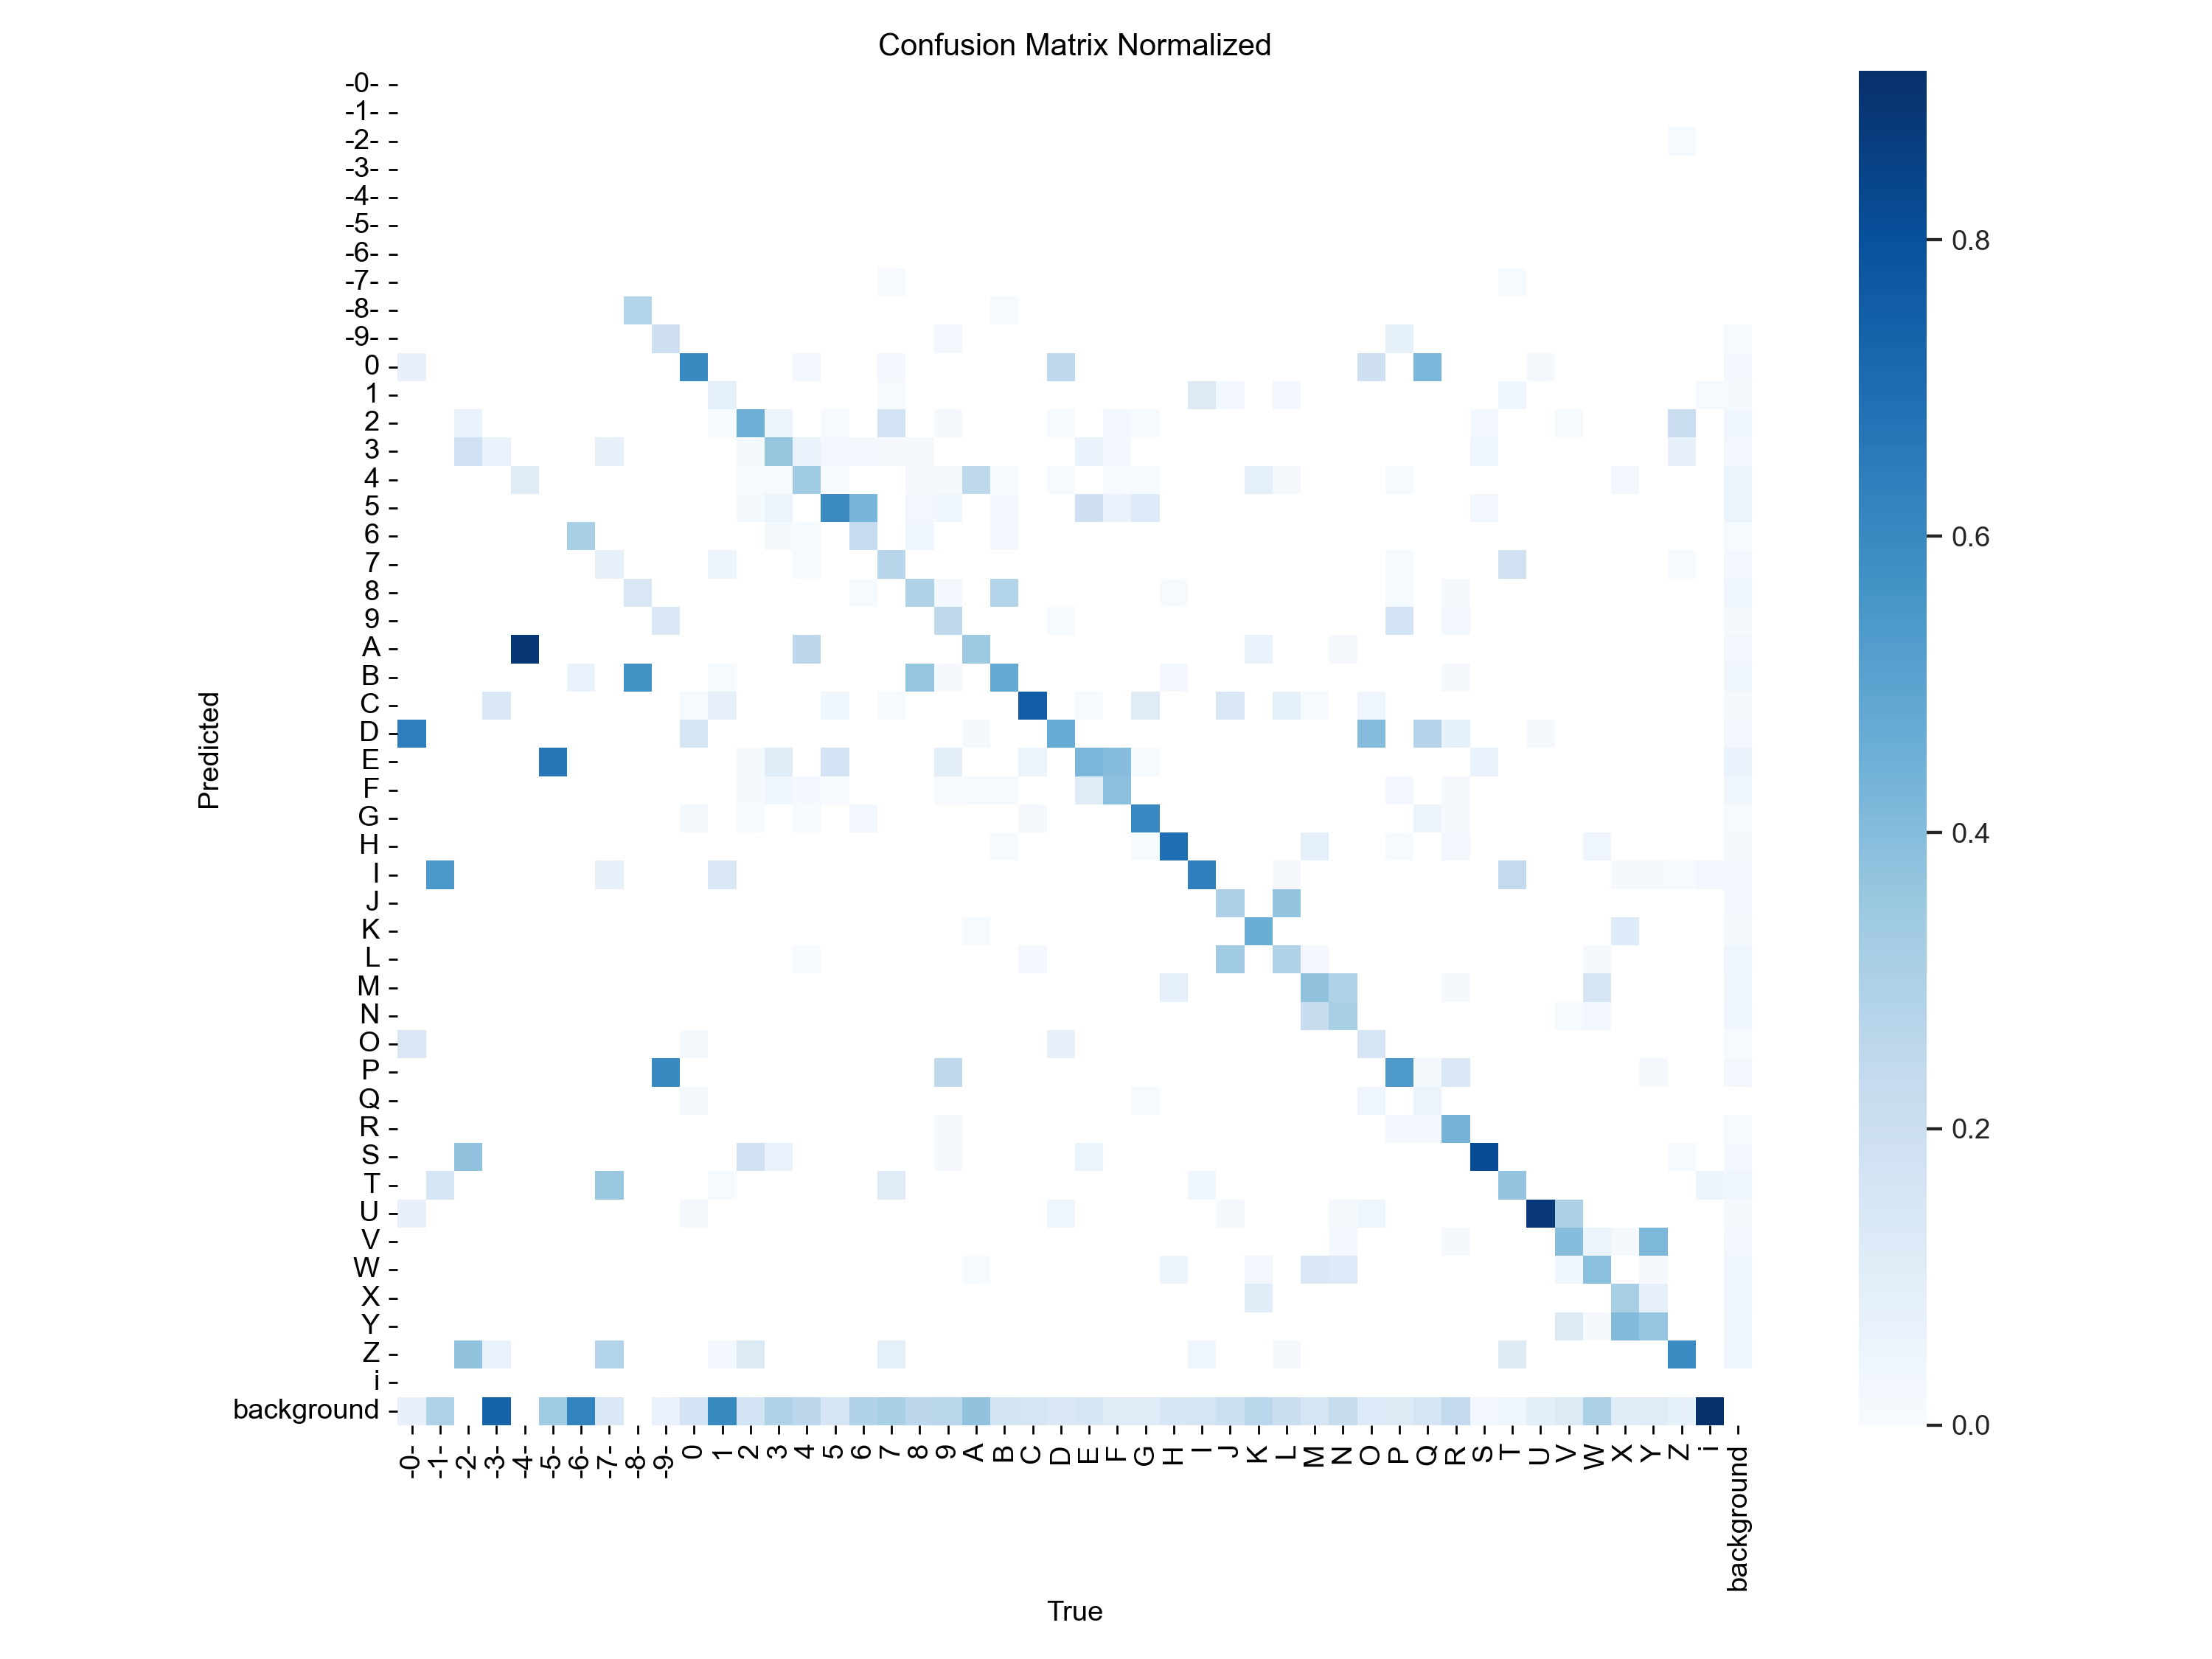 Confusion Matrix Normalized
Predicted
-0-
-1-
-2-
-3-
-4-
-5-
-6-
-7-
-8-
-9-
0
1
2
3
4
5
6
7
8
9
A
B
C
D
E
F
G
H
I
J
K
L
M
N
O
P
Q
R
S
T
U
V
W
X
Y
Z
i
background
-0- -1- -2- -3- -4- -5- -6- -7- -8- -9- 0 1 2 3 4 5 6 7 8 9 A B C D E F G H I J K L M N O P Q R S T U V W X Y Z i background
True
0.8
0.6
0.4
0.2
0.0